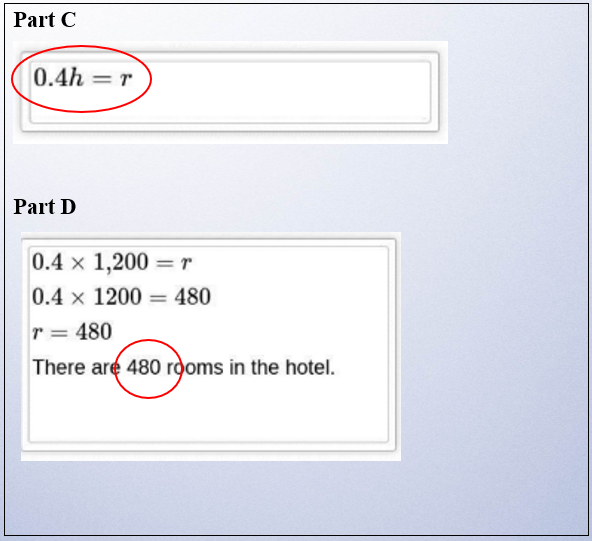 Part C
0.4h = r
Part D
0.4 × 1,200 = r
0.4 × 1200 = 480
r = 480
There are 480 rooms in the hotel.